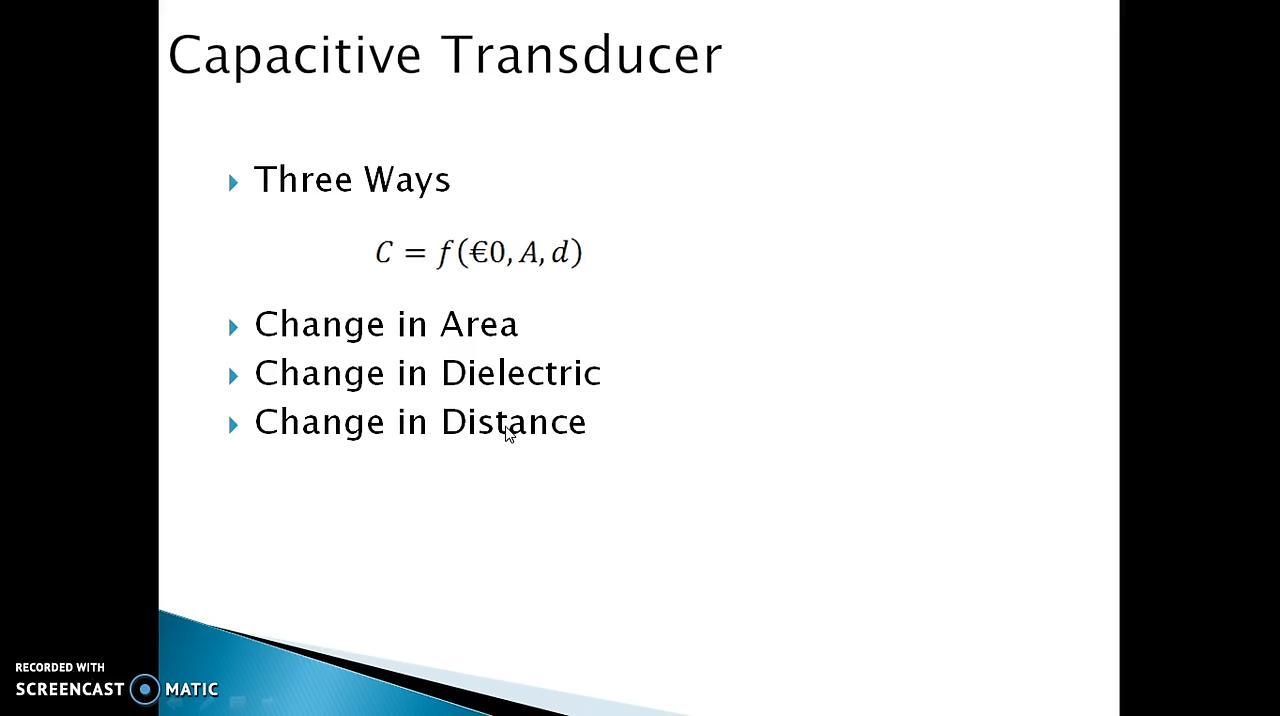 Capacitive Transducer
Three Ways
C = f(€0, A, d)
Change in Area
Change in Dielectric
Change in Distance
RECORDED WITH
SCREENCAST MATIC